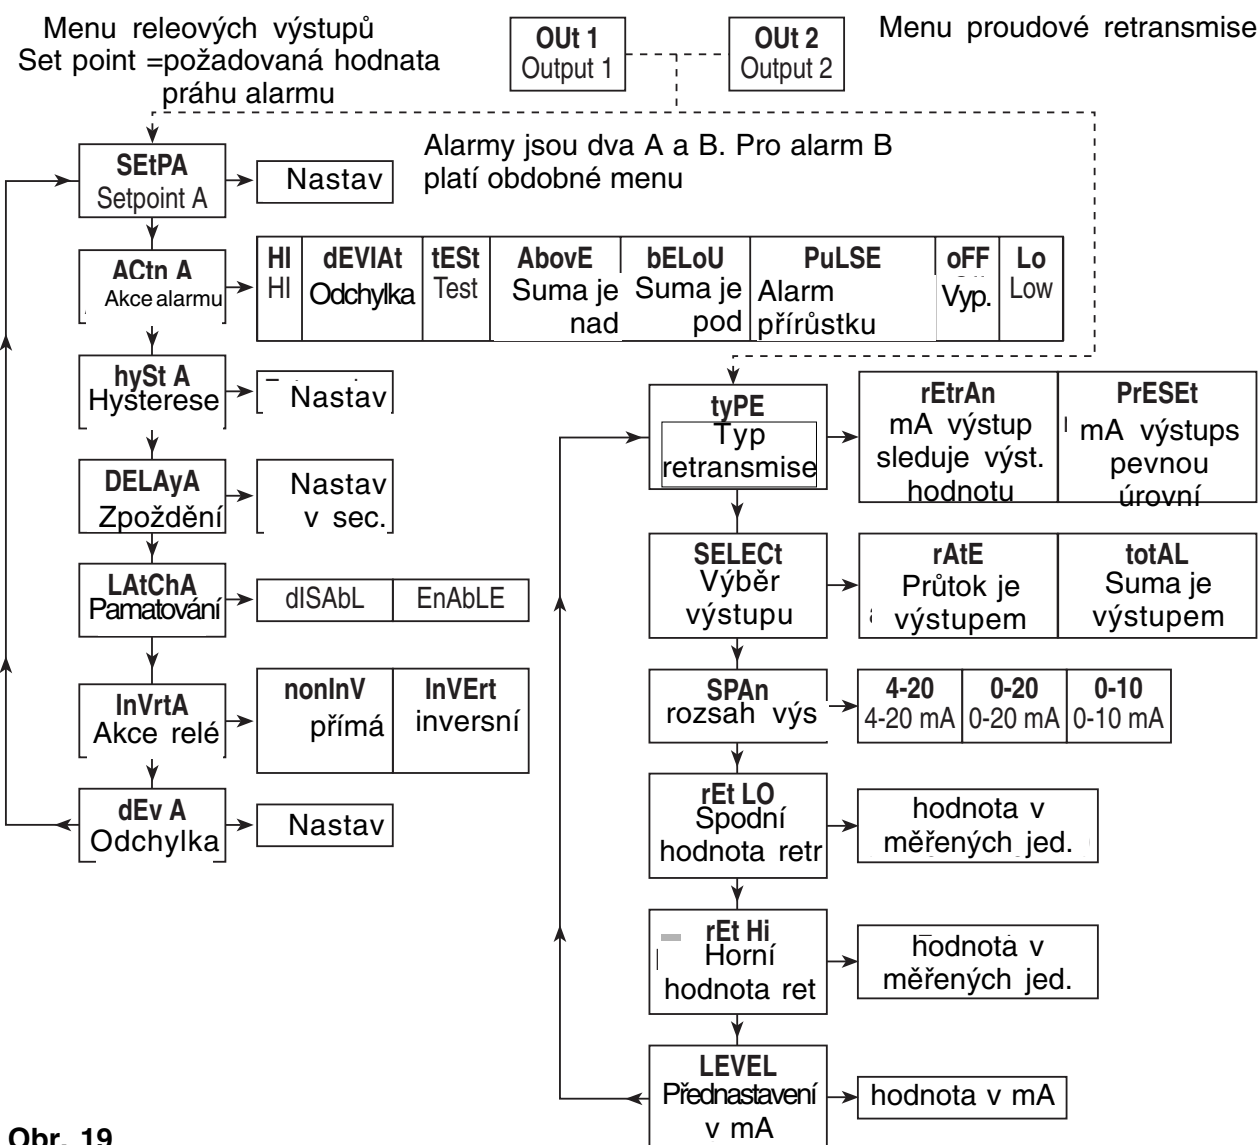 Menu releových výstupů
Set point =požadovaná hodnata
práhu alarmu
OUt 1
Output 1
OUt 2
Output 2
Menu proudové retransmise
Alarmy jsou dva A a B. Pro alarm B
platí obdobné menu
SEtPA
Setpoint A
Nastav
ACtn A
Akce alarmu
HI
HI
dEVIAt
Odchylka
tESt
Test
AbovE
Suma je
nad
bELoU
Suma je
pod
PuLSE
Alarm
přírůstku
oFF
Vyp.
Lo
Low
hySt A
Hysterese
Nastav
DELAyA
Zpoždění
Nastav
v sec.
LAtChA
Pamatování
dISAbL
EnAbLE
InVrtA
Akce relé
nonInV
přímá
InVErt
inversní
dEv A
Odchylka
Nastav
tyPE
Typ
retransmise
rEtrAn
mA výstup
sleduje výst.
hodnotu
PrESEt
mA výstups
pevnou
úrovní
SELECt
Výběr
výstupu
rAtE
Průtok je
výstupem
totAL
Suma je
výstupem
SPAn
rozsah výs
4-20
4-20 mA
0-20
0-20 mA
0-10
0-10 mA
rEt LO
Spodní
hodnota retr
hodnota v
měřených jed.
rEt Hi
Horní
hodnota ret
hodnota v
měřených jed.
LEVEL
Přednastavení
v mA
hodnota v mA
Obr. 19